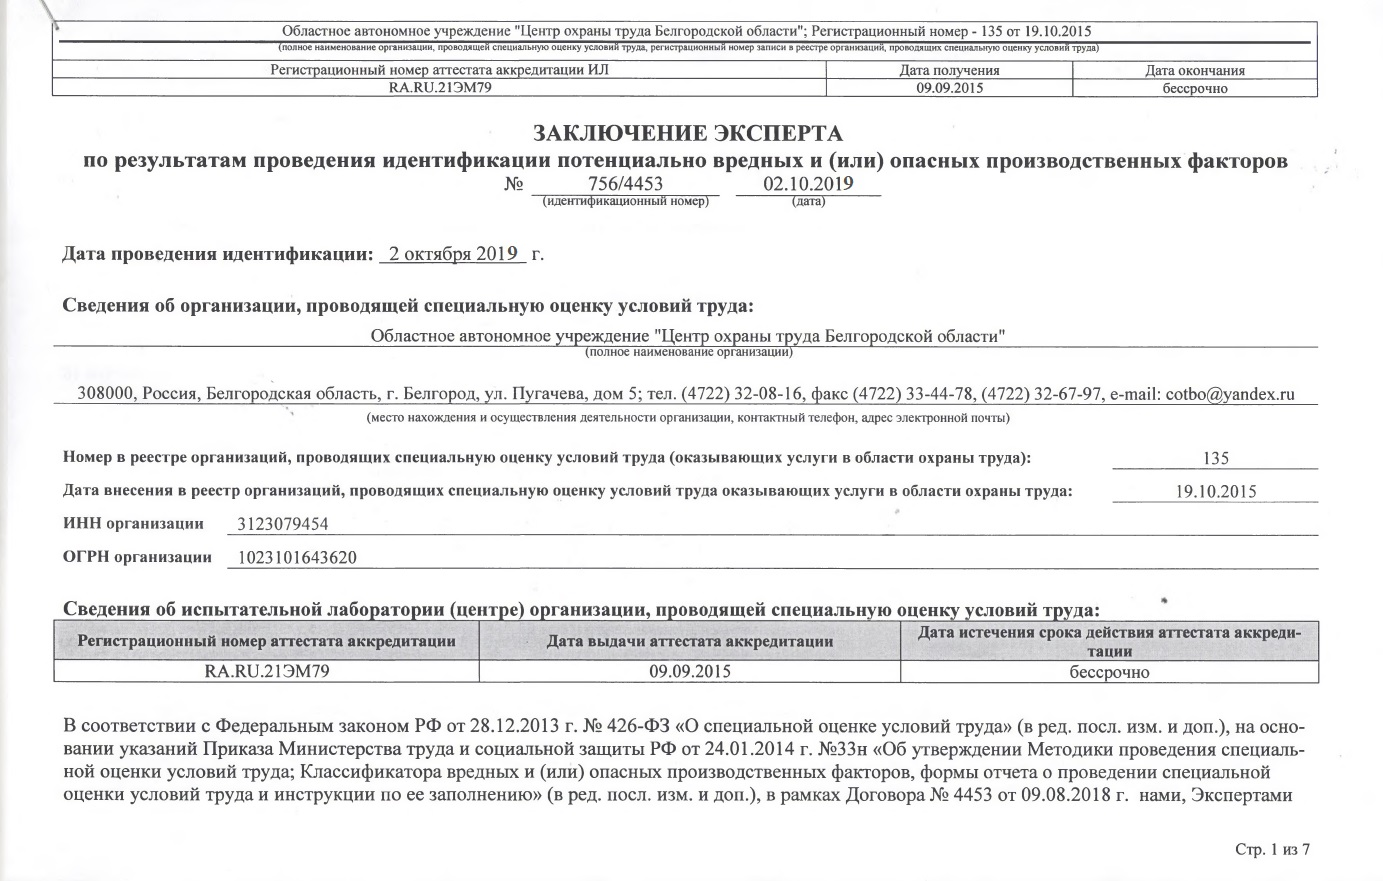 Областное автономное учреждение "Центр охраны труда Белгородской области"; Регистрационный номер - 135 от 19.10.2015
(полное наименование организации, проводящей специальную оценку условий труда, регистрационный номер записи в реестре организаций, проводящих специальную оценку условий труда)
Регистрационный номер аттестата аккредитации ИЛ Дата получения Дата окончания
RA.RU.21ЭМ79 09.09.2015 бессрочно
ЗАКЛЮЧЕНИЕ ЭКСПЕРТА
по результатам проведения идентификации потенциально вредных и (или) опасных производственных факторов
№ 756/4453 02.10.2019
(идентификационный номер) (дата)
Дата проведения идентификации: 2 октября 2019 г.
Сведения об организации, проводящей специальную оценку условий труда:
Областное автономное учреждение "Центр охраны труда Белгородской области"
(полное наименование организации)
308000, Россия, Белгородская область, г. Белгород, ул. Пугачева, дом 5; тел. (4722) 32-08-16, факс (4722) 33-44-78, (4722) 32-67-97, e-mail: cotbo@yandex.ru
(место нахождения и осуществления деятельности организации, контактный телефон, адрес электронной почты)
Номер в реестре организаций, проводящих специальную оценку условий труда (оказывающих услуги в области охраны труда): 135
Дата внесения в реестр организаций, проводящих специальную оценку условий труда оказывающих услуги в области охраны труда: 19.10.2015
ИНН организации 3123079454
ОГРН организации 1023101643620
Сведения об испытательной лаборатории (центре) организации, проводящей специальную оценку условий труда:
Регистрационный номер аттестата аккредитации Дата выдачи аттестата аккредитации Дата истечения срока действия аттестата аккреди-
тации
RA.RU.21ЭМ79 09.09.2015 бессрочно
В соответствии с Федеральным законом РФ от 28.12.2013 г. № 426-ФЗ «О специальной оценке условий труда» (в ред. посл. изм. и доп.), на осно-
вании указаний Приказа Министерства труда и социальной защиты РФ от 24.01.2014 г. №33н «Об утверждении Методики проведения специаль-
ной оценки условий труда; Классификатора вредных и (или) опасных производственных факторов, формы отчета о проведении специальной
оценки условий труда и инструкции по ее заполнению» (в ред. посл. изм. и доп.), в рамках Договора № 4453 от 09.08.2018 г. нами, Экспертами
Стр. 1 из 7